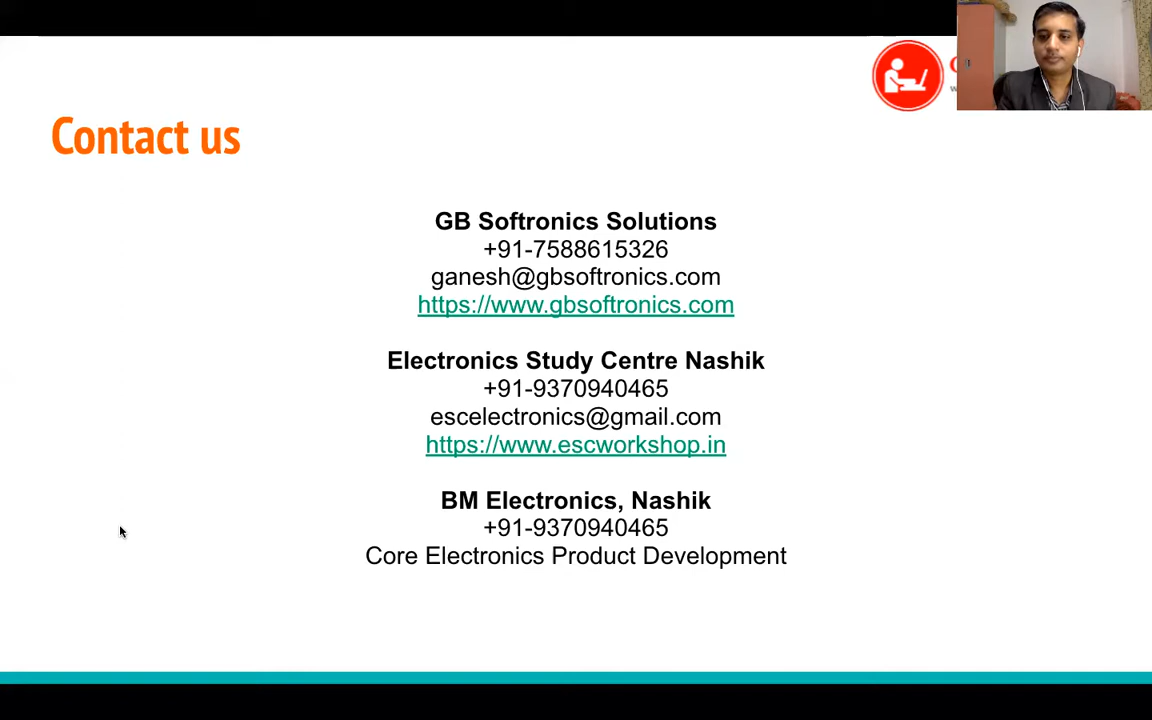 Contact us
GB Softronics Solutions
+91-7588615326
ganesh@gbsoftronics.com
https://www.gbsoftronics.com
Electronics Study Centre Nashik
+91-9370940465
escelectronics@gmail.com
https://www.escworkshop.in
BM Electronics, Nashik
+91-9370940465
Core Electronics Product Development